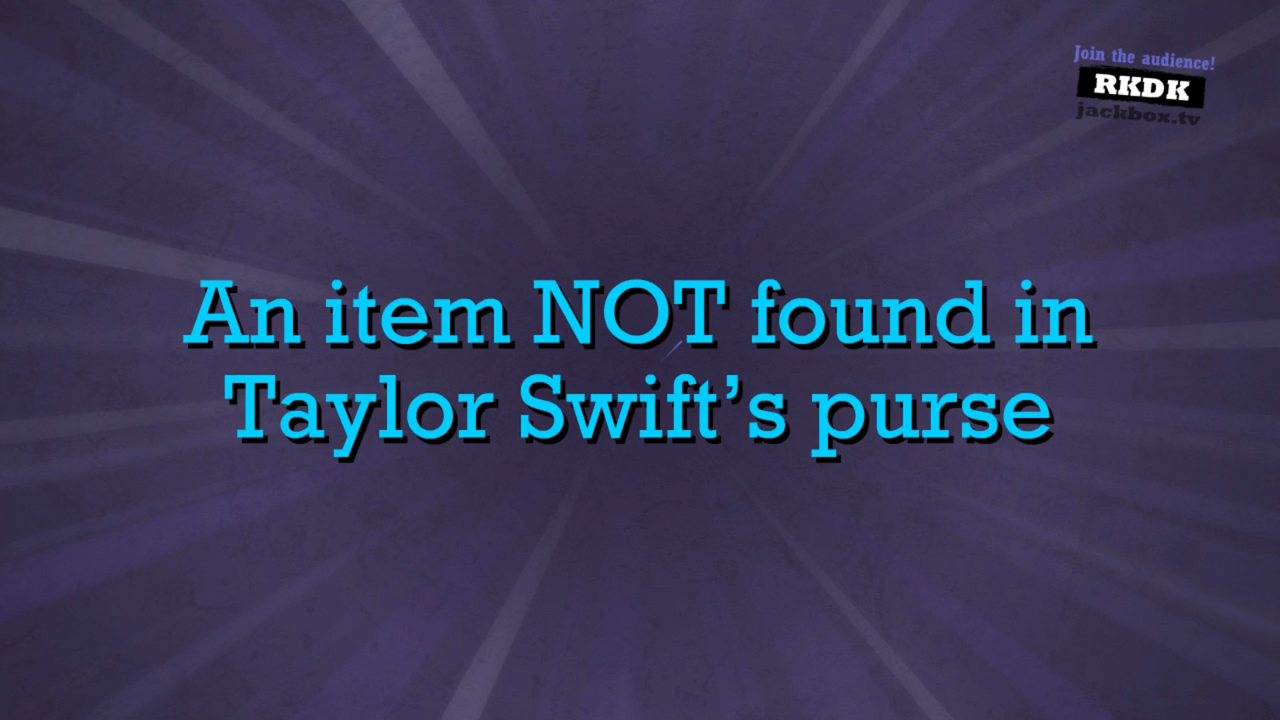 Join the audience!
RKDK
jackbox.tv
An item NOT found in
Taylor Swift’s purse